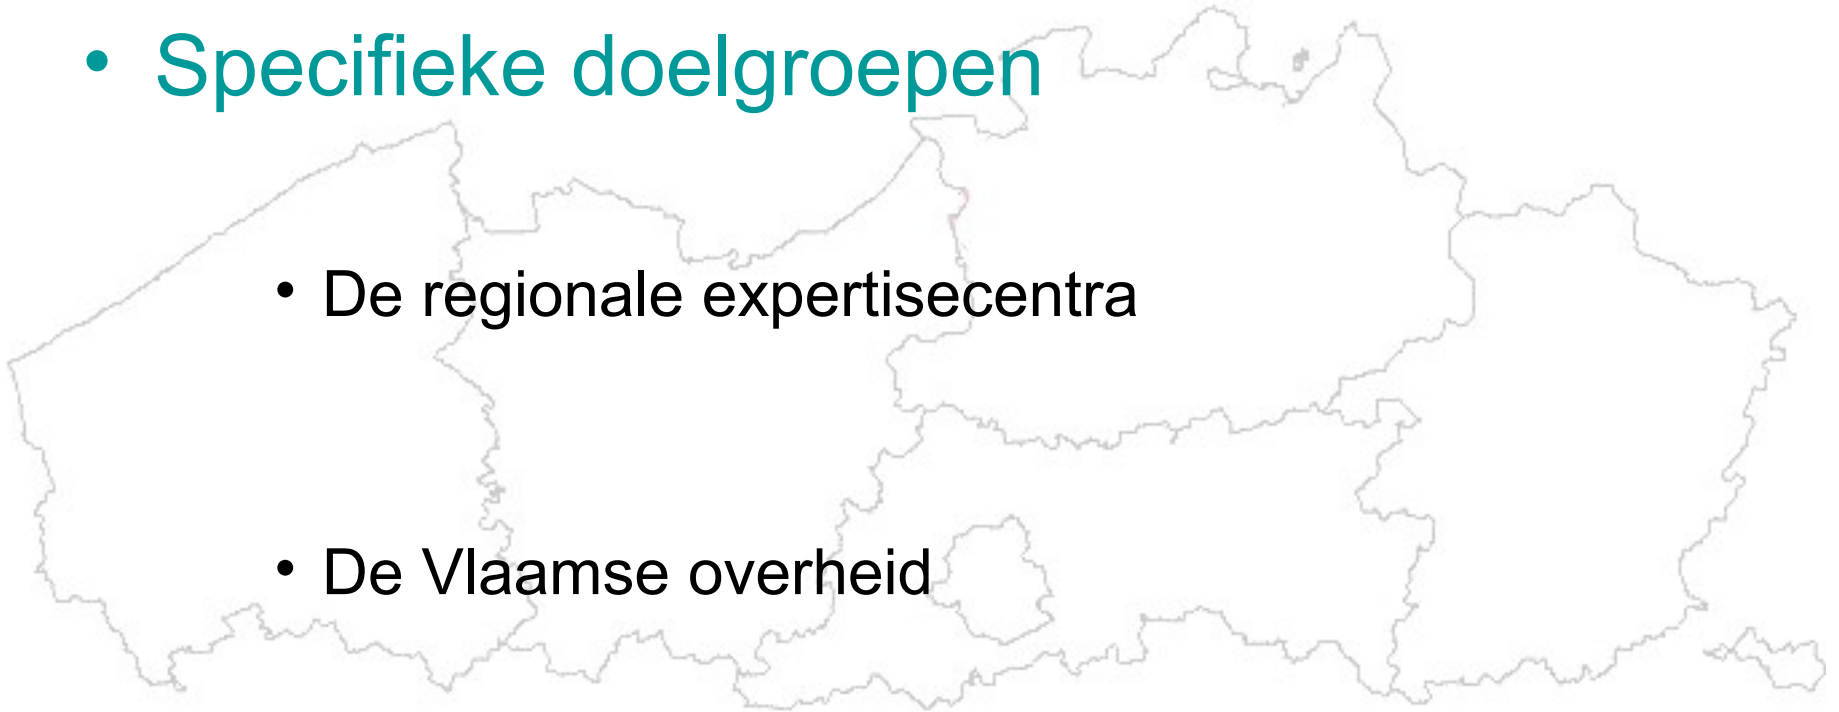 • Specifieke doelgroepen
• De regionale expertisecentra
• De Vlaamse overheid